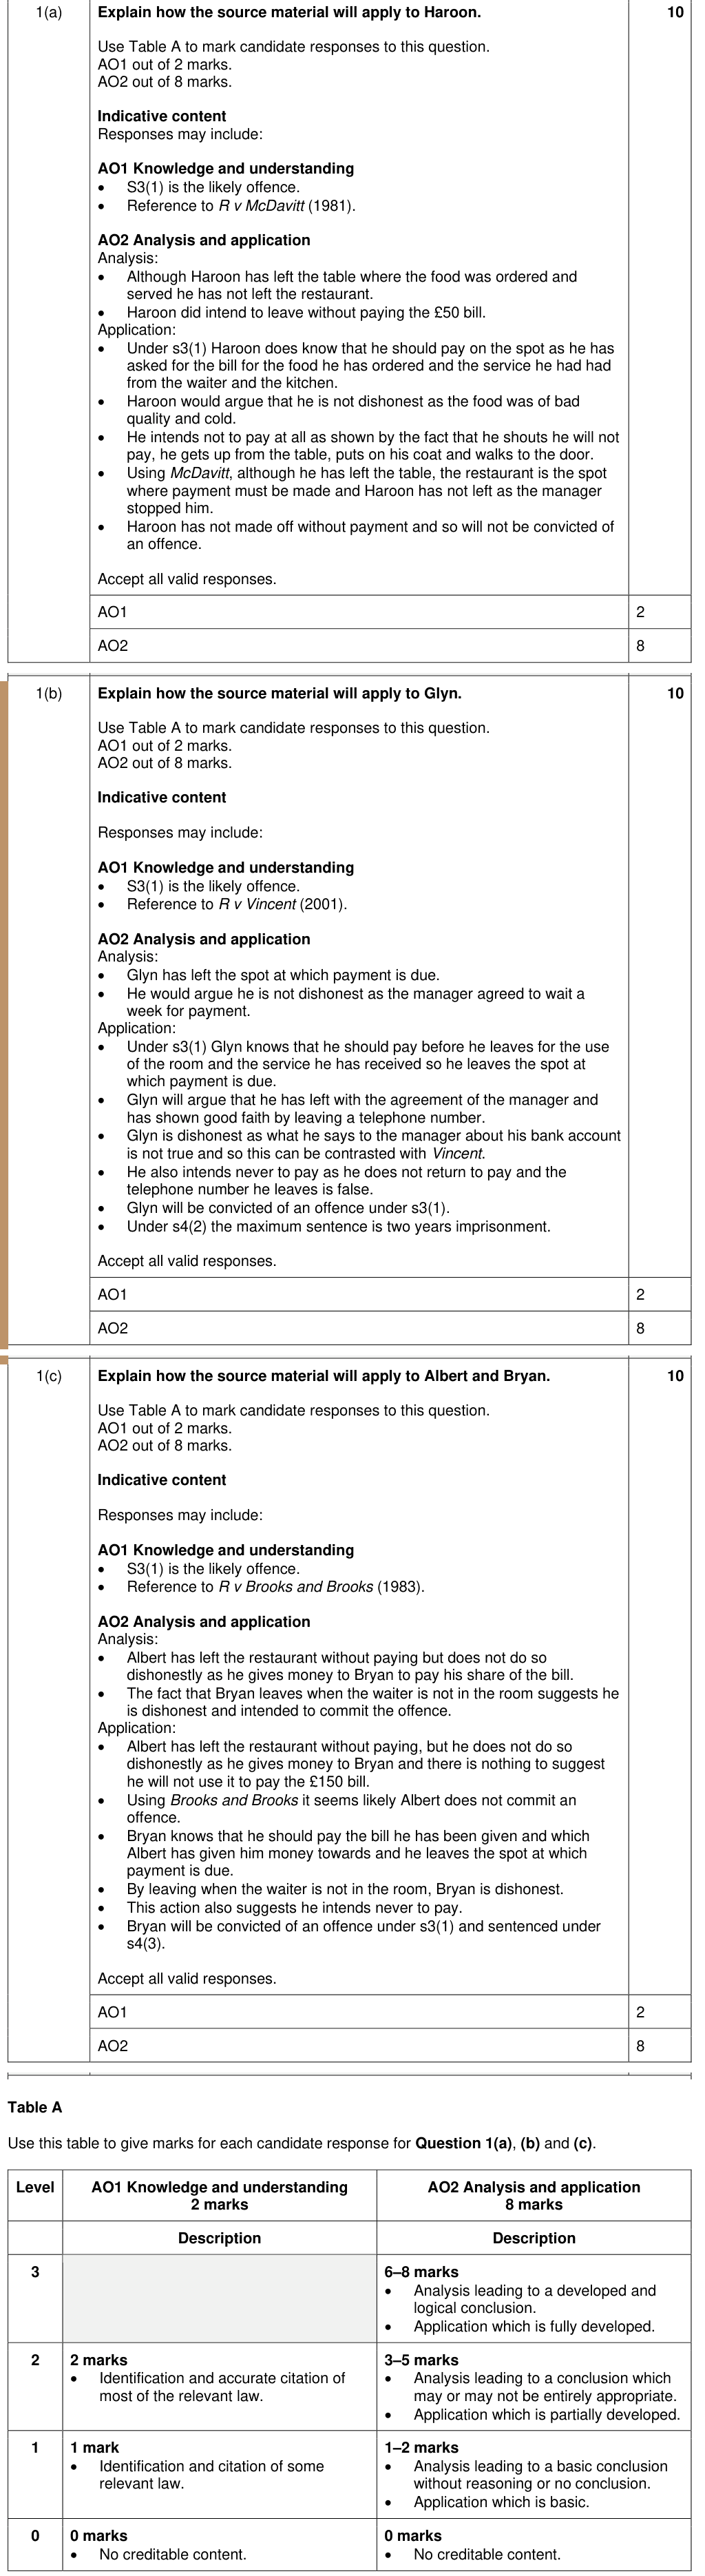 1(a) Explain how the source material will apply to Haroon. 10
Use Table A to mark candidate responses to this question.
AO1 out of 2 marks.
AO2 out of 8 marks.
Indicative content
Responses may include:
AO1 Knowledge and understanding
• S3(1) is the likely offence.
• Reference to R v McDavitt (1981).
AO2 Analysis and application
Analysis:
• Although Haroon has left the table where the food was ordered and
served he has not left the restaurant.
• Haroon did intend to leave without paying the £50 bill.
Application:
• Under s3(1) Haroon does know that he should pay on the spot as he has
asked for the bill for the food he has ordered and the service he had had
from the waiter and the kitchen.
• Haroon would argue that he is not dishonest as the food was of bad
quality and cold.
• He intends not to pay at all as shown by the fact that he shouts he will not
pay, he gets up from the table, puts on his coat and walks to the door.
• Using McDavitt, although he has left the table, the restaurant is the spot
where payment must be made and Haroon has not left as the manager
stopped him.
• Haroon has not made off without payment and so will not be convicted of
an offence.
Accept all valid responses.
AO1 2
AO2 8
1(b) Explain how the source material will apply to Glyn. 10
Use Table A to mark candidate responses to this question.
AO1 out of 2 marks.
AO2 out of 8 marks.
Indicative content
Responses may include:
AO1 Knowledge and understanding
• S3(1) is the likely offence.
• Reference to R v Vincent (2001).
AO2 Analysis and application
Analysis:
• Glyn has left the spot at which payment is due.
• He would argue he is not dishonest as the manager agreed to wait a
week for payment.
Application:
• Under s3(1) Glyn knows that he should pay before he leaves for the use
of the room and the service he has received so he leaves the spot at
which payment is due.
• Glyn will argue that he has left with the agreement of the manager and
has shown good faith by leaving a telephone number.
• Glyn is dishonest as what he says to the manager about his bank account
is not true and so this can be contrasted with Vincent.
• He also intends never to pay as he does not return to pay and the
telephone number he leaves is false.
• Glyn will be convicted of an offence under s3(1).
• Under s4(2) the maximum sentence is two years imprisonment.
Accept all valid responses.
AO1 2
AO2 8
1(c) Explain how the source material will apply to Albert and Bryan. 10
Use Table A to mark candidate responses to this question.
AO1 out of 2 marks.
AO2 out of 8 marks.
Indicative content
Responses may include:
AO1 Knowledge and understanding
• S3(1) is the likely offence.
• Reference to R v Brooks and Brooks (1983).
AO2 Analysis and application
Analysis:
• Albert has left the restaurant without paying but does not do so
dishonestly as he gives money to Bryan to pay his share of the bill.
• The fact that Bryan leaves when the waiter is not in the room suggests he
is dishonest and intended to commit the offence.
Application:
• Albert has left the restaurant without paying, but he does not do so
dishonestly as he gives money to Bryan and there is nothing to suggest
he will not use it to pay the £150 bill.
• Using Brooks and Brooks it seems likely Albert does not commit an
offence.
• Bryan knows that he should pay the bill he has been given and which
Albert has given him money towards and he leaves the spot at which
payment is due.
• By leaving when the waiter is not in the room, Bryan is dishonest.
• This action also suggests he intends never to pay.
• Bryan will be convicted of an offence under s3(1) and sentenced under
s4(3).
Accept all valid responses.
AO1 2
AO2 8
Table A
Use this table to give marks for each candidate response for Question 1(a), (b) and (c).
Level AO1 Knowledge and understanding AO2 Analysis and application
2 marks 8 marks
Description Description
3 6–8 marks
• Analysis leading to a developed and
logical conclusion.
• Application which is fully developed.
2 2 marks 3–5 marks
• Identification and accurate citation of • Analysis leading to a conclusion which
most of the relevant law. may or may not be entirely appropriate.
• Application which is partially developed.
1 1 mark 1–2 marks
• Identification and citation of some • Analysis leading to a basic conclusion
relevant law. without reasoning or no conclusion.
• Application which is basic.
0 0 marks 0 marks
• No creditable content. • No creditable content.